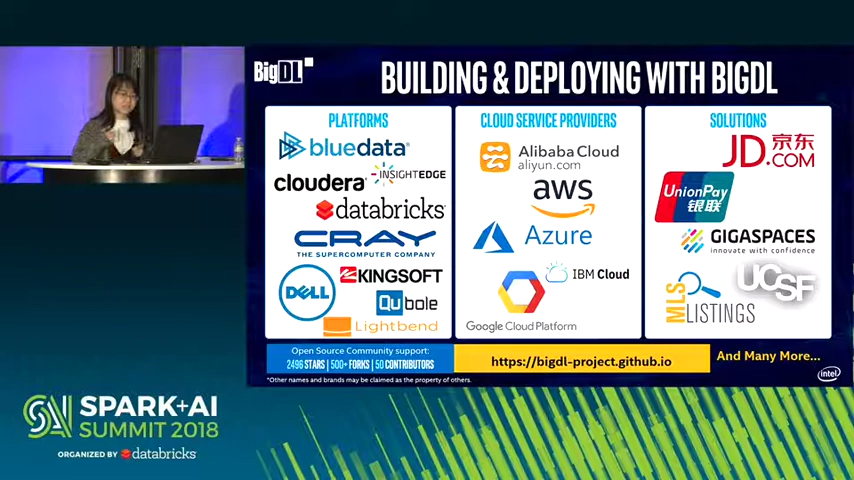 BigDL
BUILDING & DEPLOYING WITH BIGDL
PLATFORMS
bluedata®
cloudera
INSIGHTEDGE
databricks
CRAY
THE SUPERCOMPUTER COMPANY
DELL
KINGSOFT
Qubole
Lightbend
CLOUD SERVICE PROVIDERS
Alibaba Cloud
aliyun.com
aws
Azure
IBM Cloud
Google Cloud Platform
SOLUTIONS
JD 京东
.COM
UnionPay
银联
GIGASPACES
innovate with confidence
UCSF
MLS
LISTINGS
Open Source Community support:
2496 STARS | 500+ FORKS | 50 CONTRIBUTORS
https://bigdl-project.github.io
And Many More...
*Other names and brands may be claimed as the property of others.
intel
SAI
SPARK+AI
SUMMIT 2018
ORGANIZED BY databricks